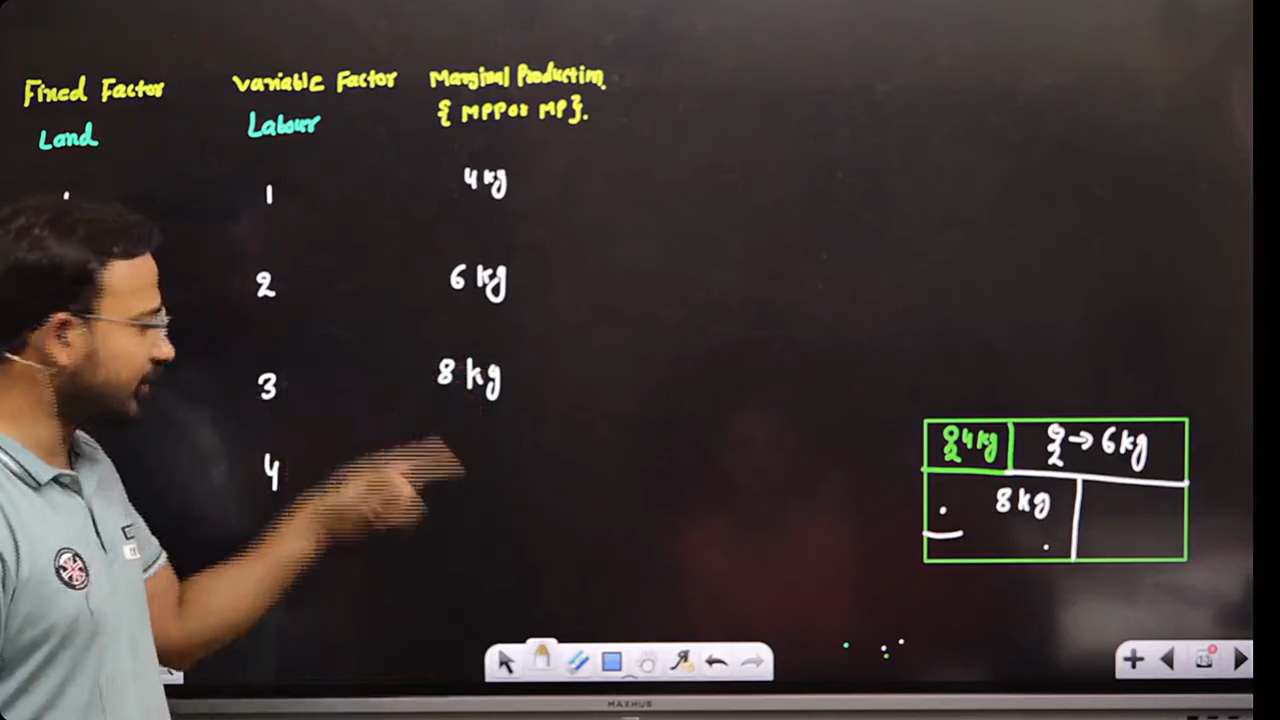 Fixed Factor Variable Factor Marginal Production
Land Labour { MPP or MP }.
1 4 kg
2 6 kg
3 8 kg
4
4 kg → 6 kg
8 kg
MAXHUB